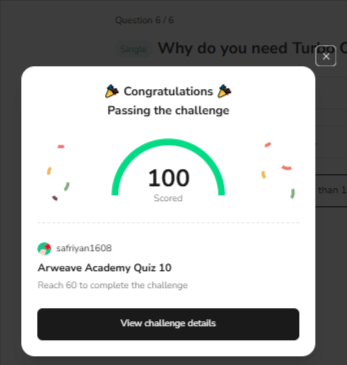 Question 6 / 6
Single Why do you need Turbo
Congratulations
Passing the challenge
100
Scored
than 1
safriyan1608
Arweave Academy Quiz 10
Reach 60 to complete the challenge
View challenge details